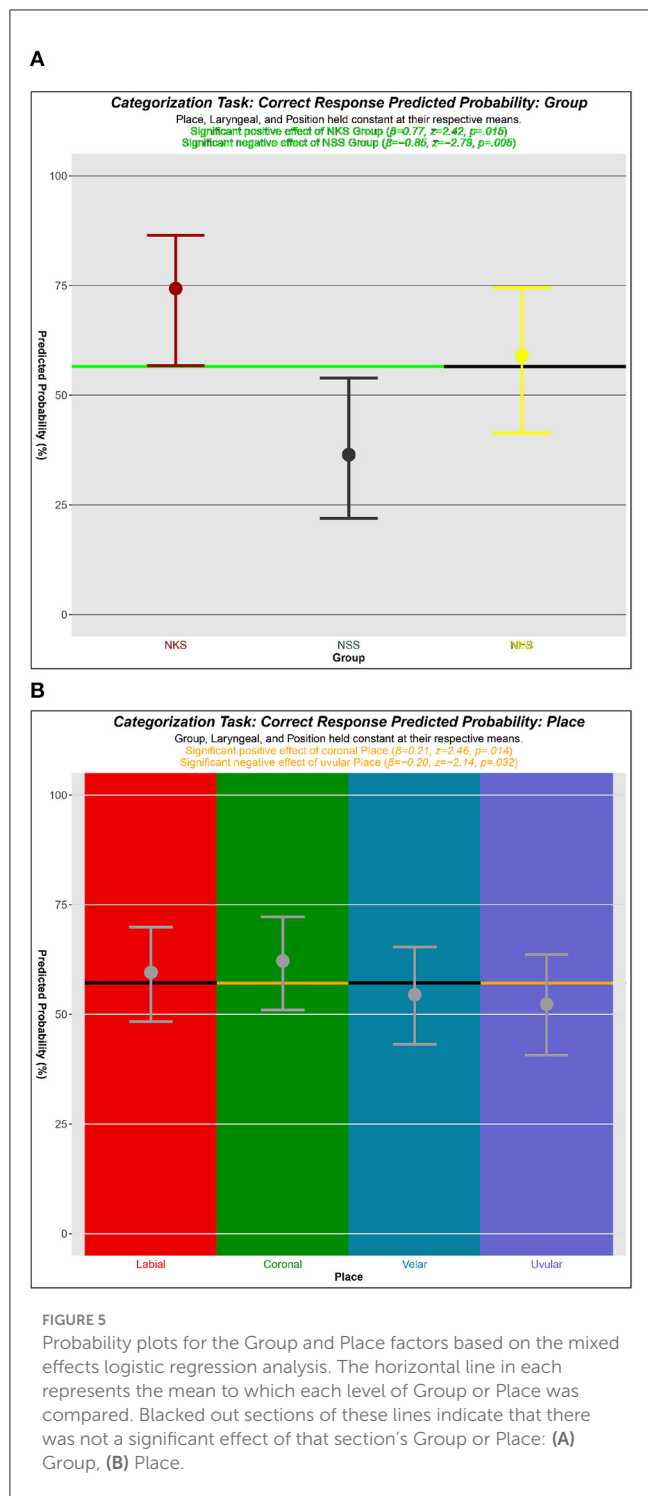 A
Categorization Task: Correct Response Predicted Probability: Group
Place, Laryngeal, and Position held constant at their respective means.
Significant positive effect of NKS Group (β=0.77, z=2.42, p=.015)
Significant negative effect of NSS Group (β=−0.85, z=−2.79, p=.005)
100
75
50
25
0
Predicted Probability (%)
NKS NSS NES
Group
B
Categorization Task: Correct Response Predicted Probability: Place
Group, Laryngeal, and Position held constant at their respective means.
Significant positive effect of coronal Place (β=0.21, z=2.46, p=.014)
Significant negative effect of uvular Place (β=−0.20, z=−2.14, p=.032)
100
75
50
25
0
Predicted Probability (%)
Labial Coronal Velar Uvular
Place
FIGURE 5
Probability plots for the Group and Place factors based on the mixed
effects logistic regression analysis. The horizontal line in each
represents the mean to which each level of Group or Place was
compared. Blacked out sections of these lines indicate that there
was not a significant effect of that section's Group or Place: (A)
Group, (B) Place.